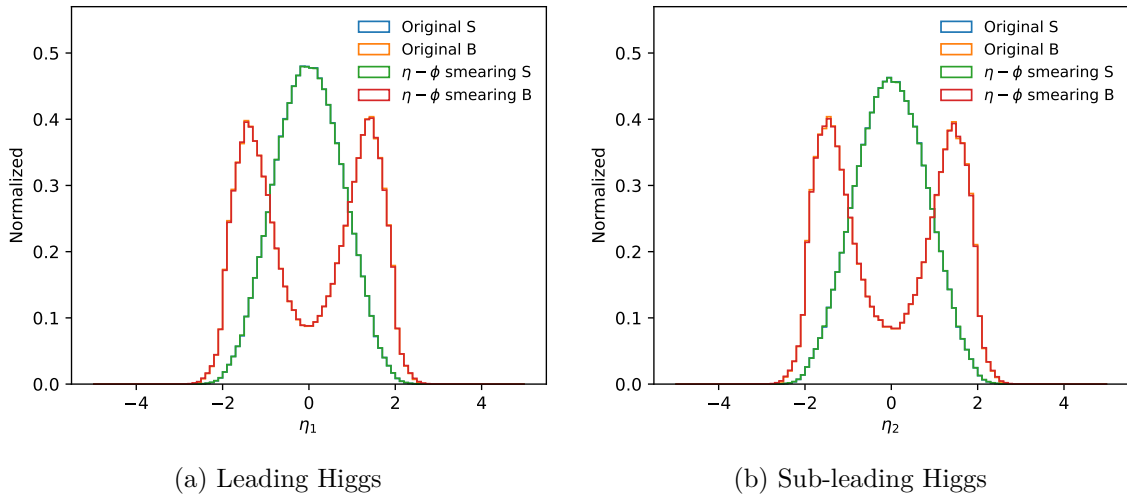 Original S
Original B
η − ϕ smearing S
η − ϕ smearing B
0.5
0.4
0.3
0.2
0.1
0.0
Normalized
−4 −2 0 2 4
η1
(a) Leading Higgs
Original S
Original B
η − ϕ smearing S
η − ϕ smearing B
0.5
0.4
0.3
0.2
0.1
0.0
Normalized
−4 −2 0 2 4
η2
(b) Sub-leading Higgs